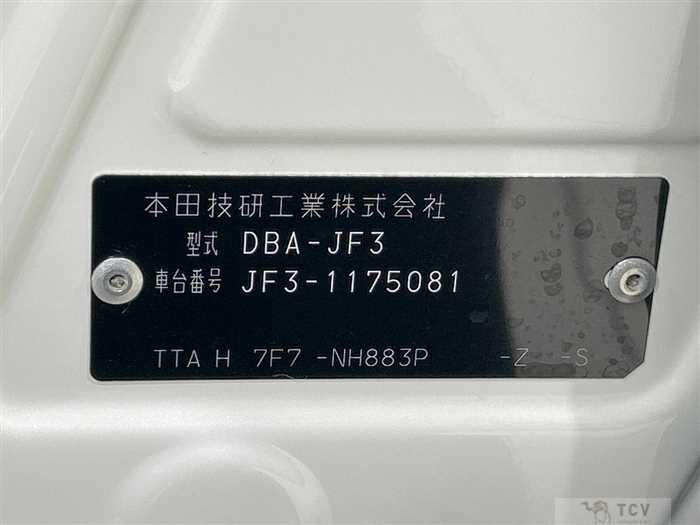 本田技研工業株式会社
型式 DBA-JF3
車台番号 JF3-1175081
TTA H 7F7 -NH883P -Z -S
TCV